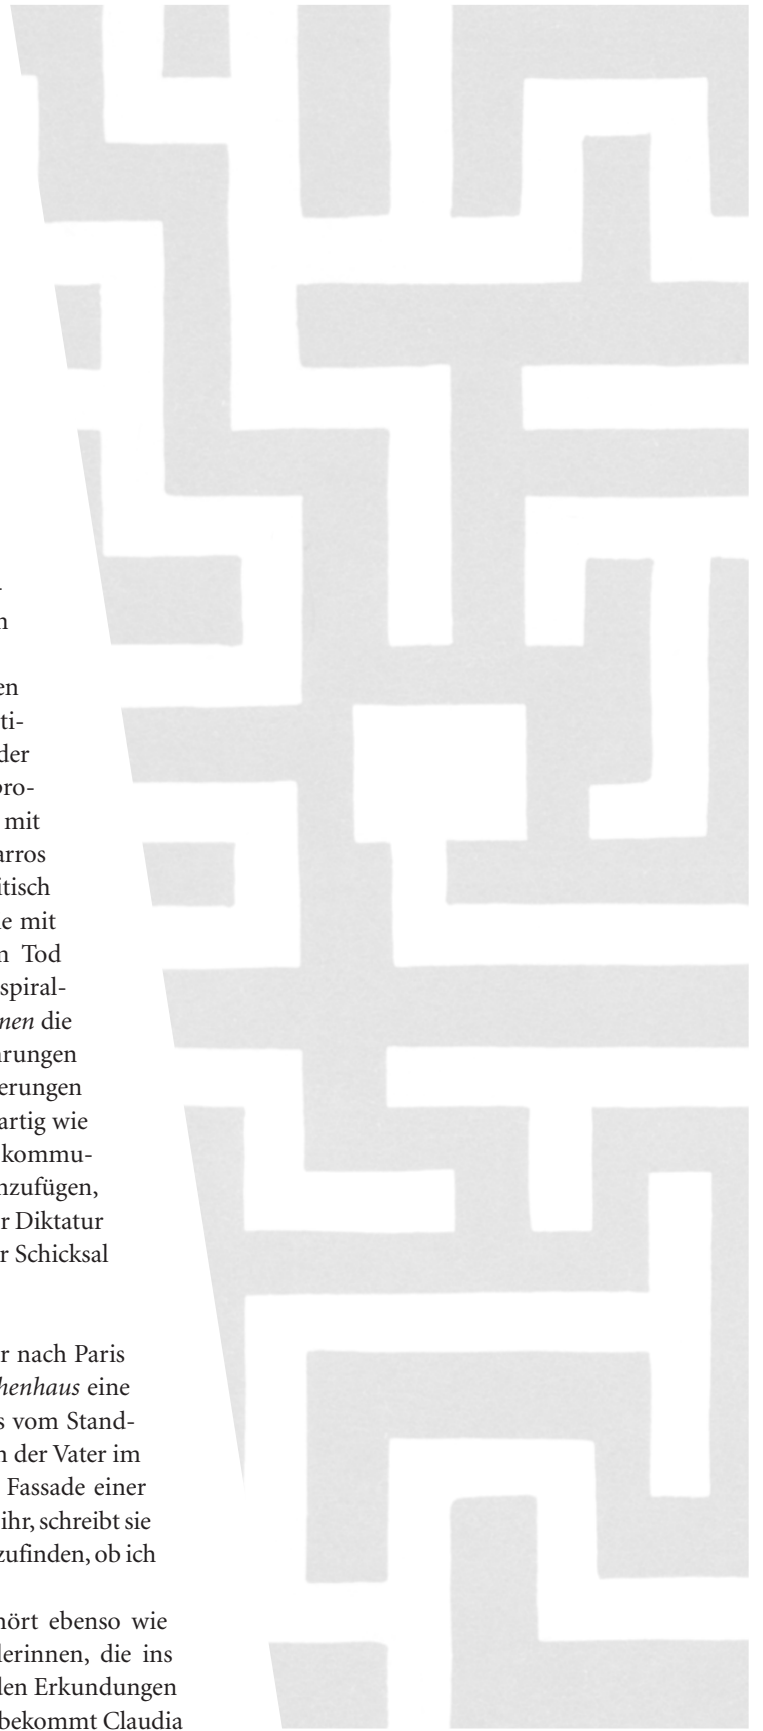 en
ti-
der
pro-
mit
arros
itisch
e mit
n Tod
spiral-
nen die
hrungen
erungen
artig wie
kommu-
nzufügen,
r Diktatur
r Schicksal
r nach Paris
henhaus eine
s vom Stand-
n der Vater im
Fassade einer
ihr, schreibt sie
zufinden, ob ich
hört ebenso wie
lerinnen, die ins
den Erkundungen
bekommt Claudia